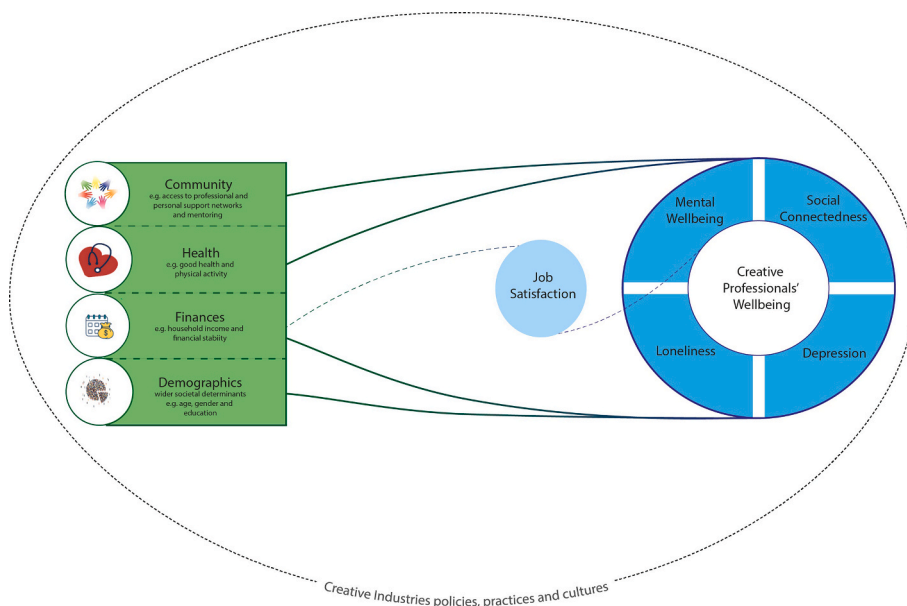 Community
e.g. access to professional and
personal support networks
and mentoring
Health
e.g. good health and
physical activity
Finances
e.g. household income and
financial stabiity
Demographics
wider societal determinants
e.g. age, gender and
education
Job
Satisfaction
Mental
Wellbeing
Social
Connectedness
Creative
Professionals'
Wellbeing
Loneliness
Depression
Creative Industries policies, practices and cultures
$